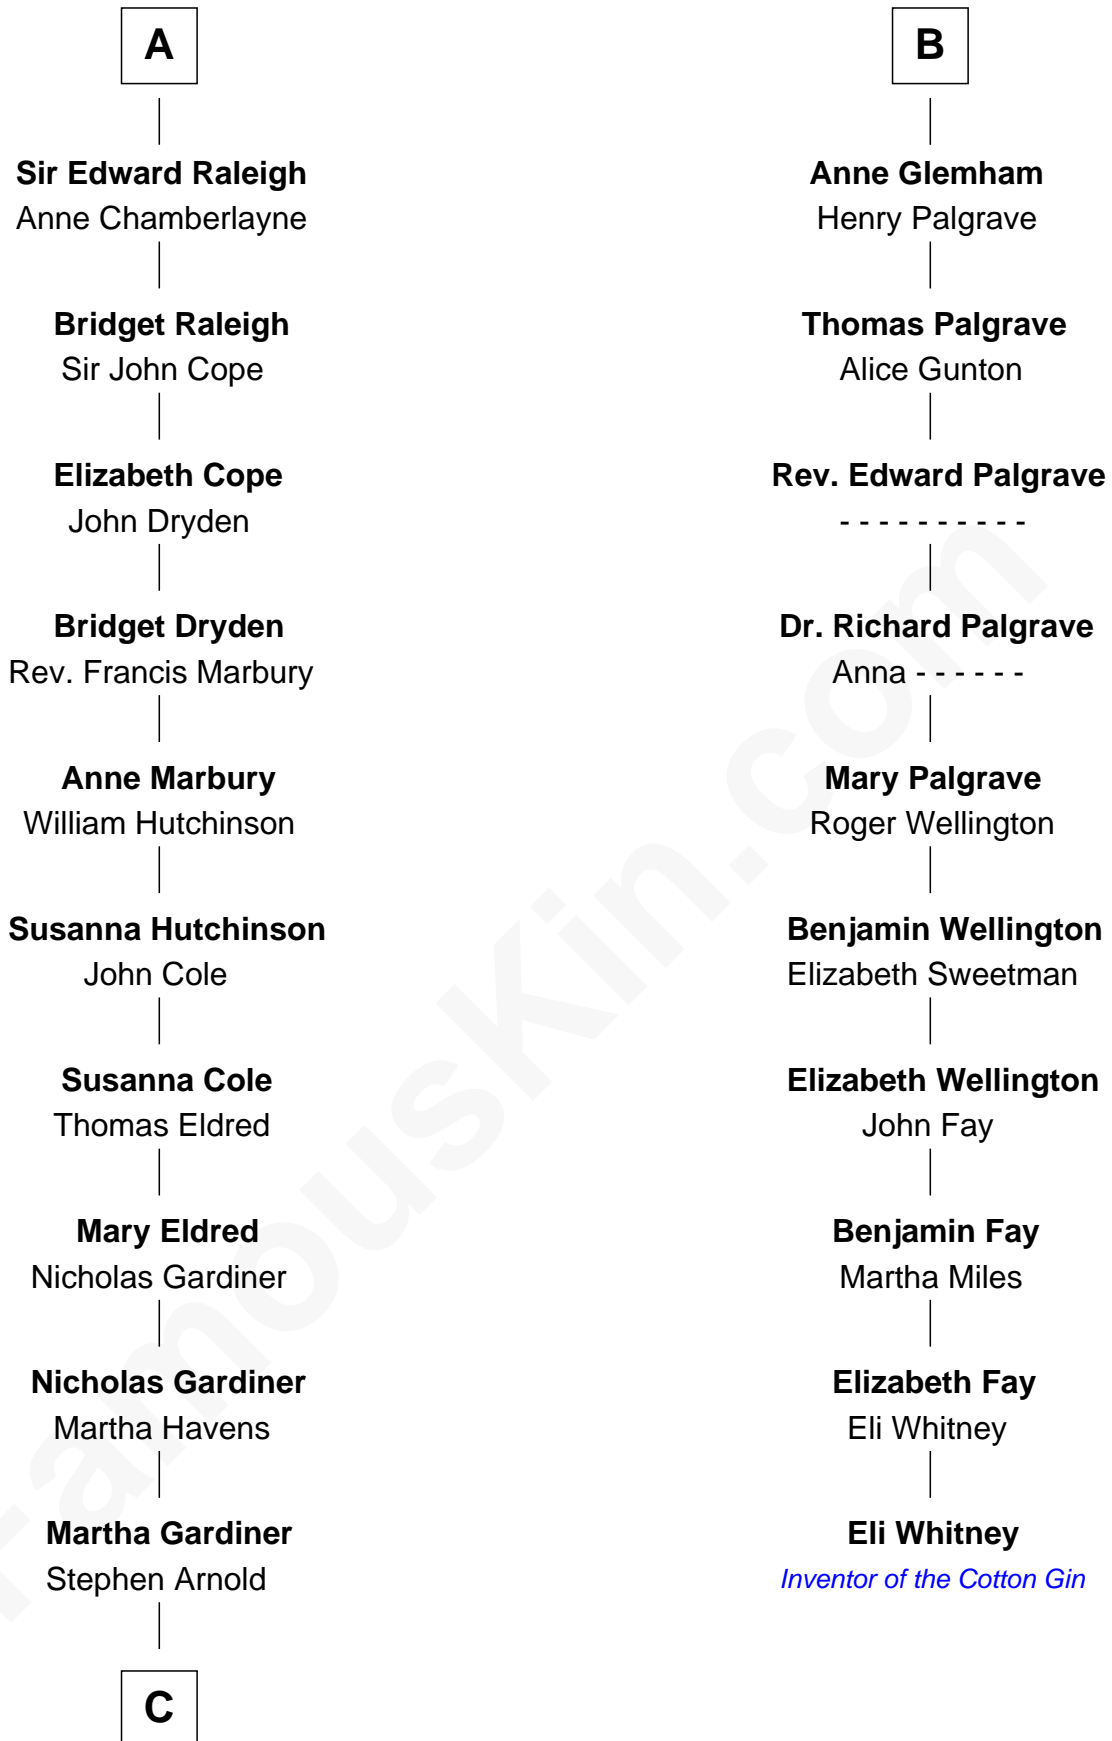 A
Sir Edward Raleigh
Anne Chamberlayne
Bridget Raleigh
Sir John Cope
Elizabeth Cope
John Dryden
Bridget Dryden
Rev. Francis Marbury
Anne Marbury
William Hutchinson
Susanna Hutchinson
John Cole
Susanna Cole
Thomas Eldred
Mary Eldred
Nicholas Gardiner
Nicholas Gardiner
Martha Havens
Martha Gardiner
Stephen Arnold
C
B
Anne Glemham
Henry Palgrave
Thomas Palgrave
Alice Gunton
Rev. Edward Palgrave
- - - - - - - - - -
Dr. Richard Palgrave
Anna - - - - - -
Mary Palgrave
Roger Wellington
Benjamin Wellington
Elizabeth Sweetman
Elizabeth Wellington
John Fay
Benjamin Fay
Martha Miles
Elizabeth Fay
Eli Whitney
Eli Whitney
Inventor of the Cotton Gin
FamousKin.com